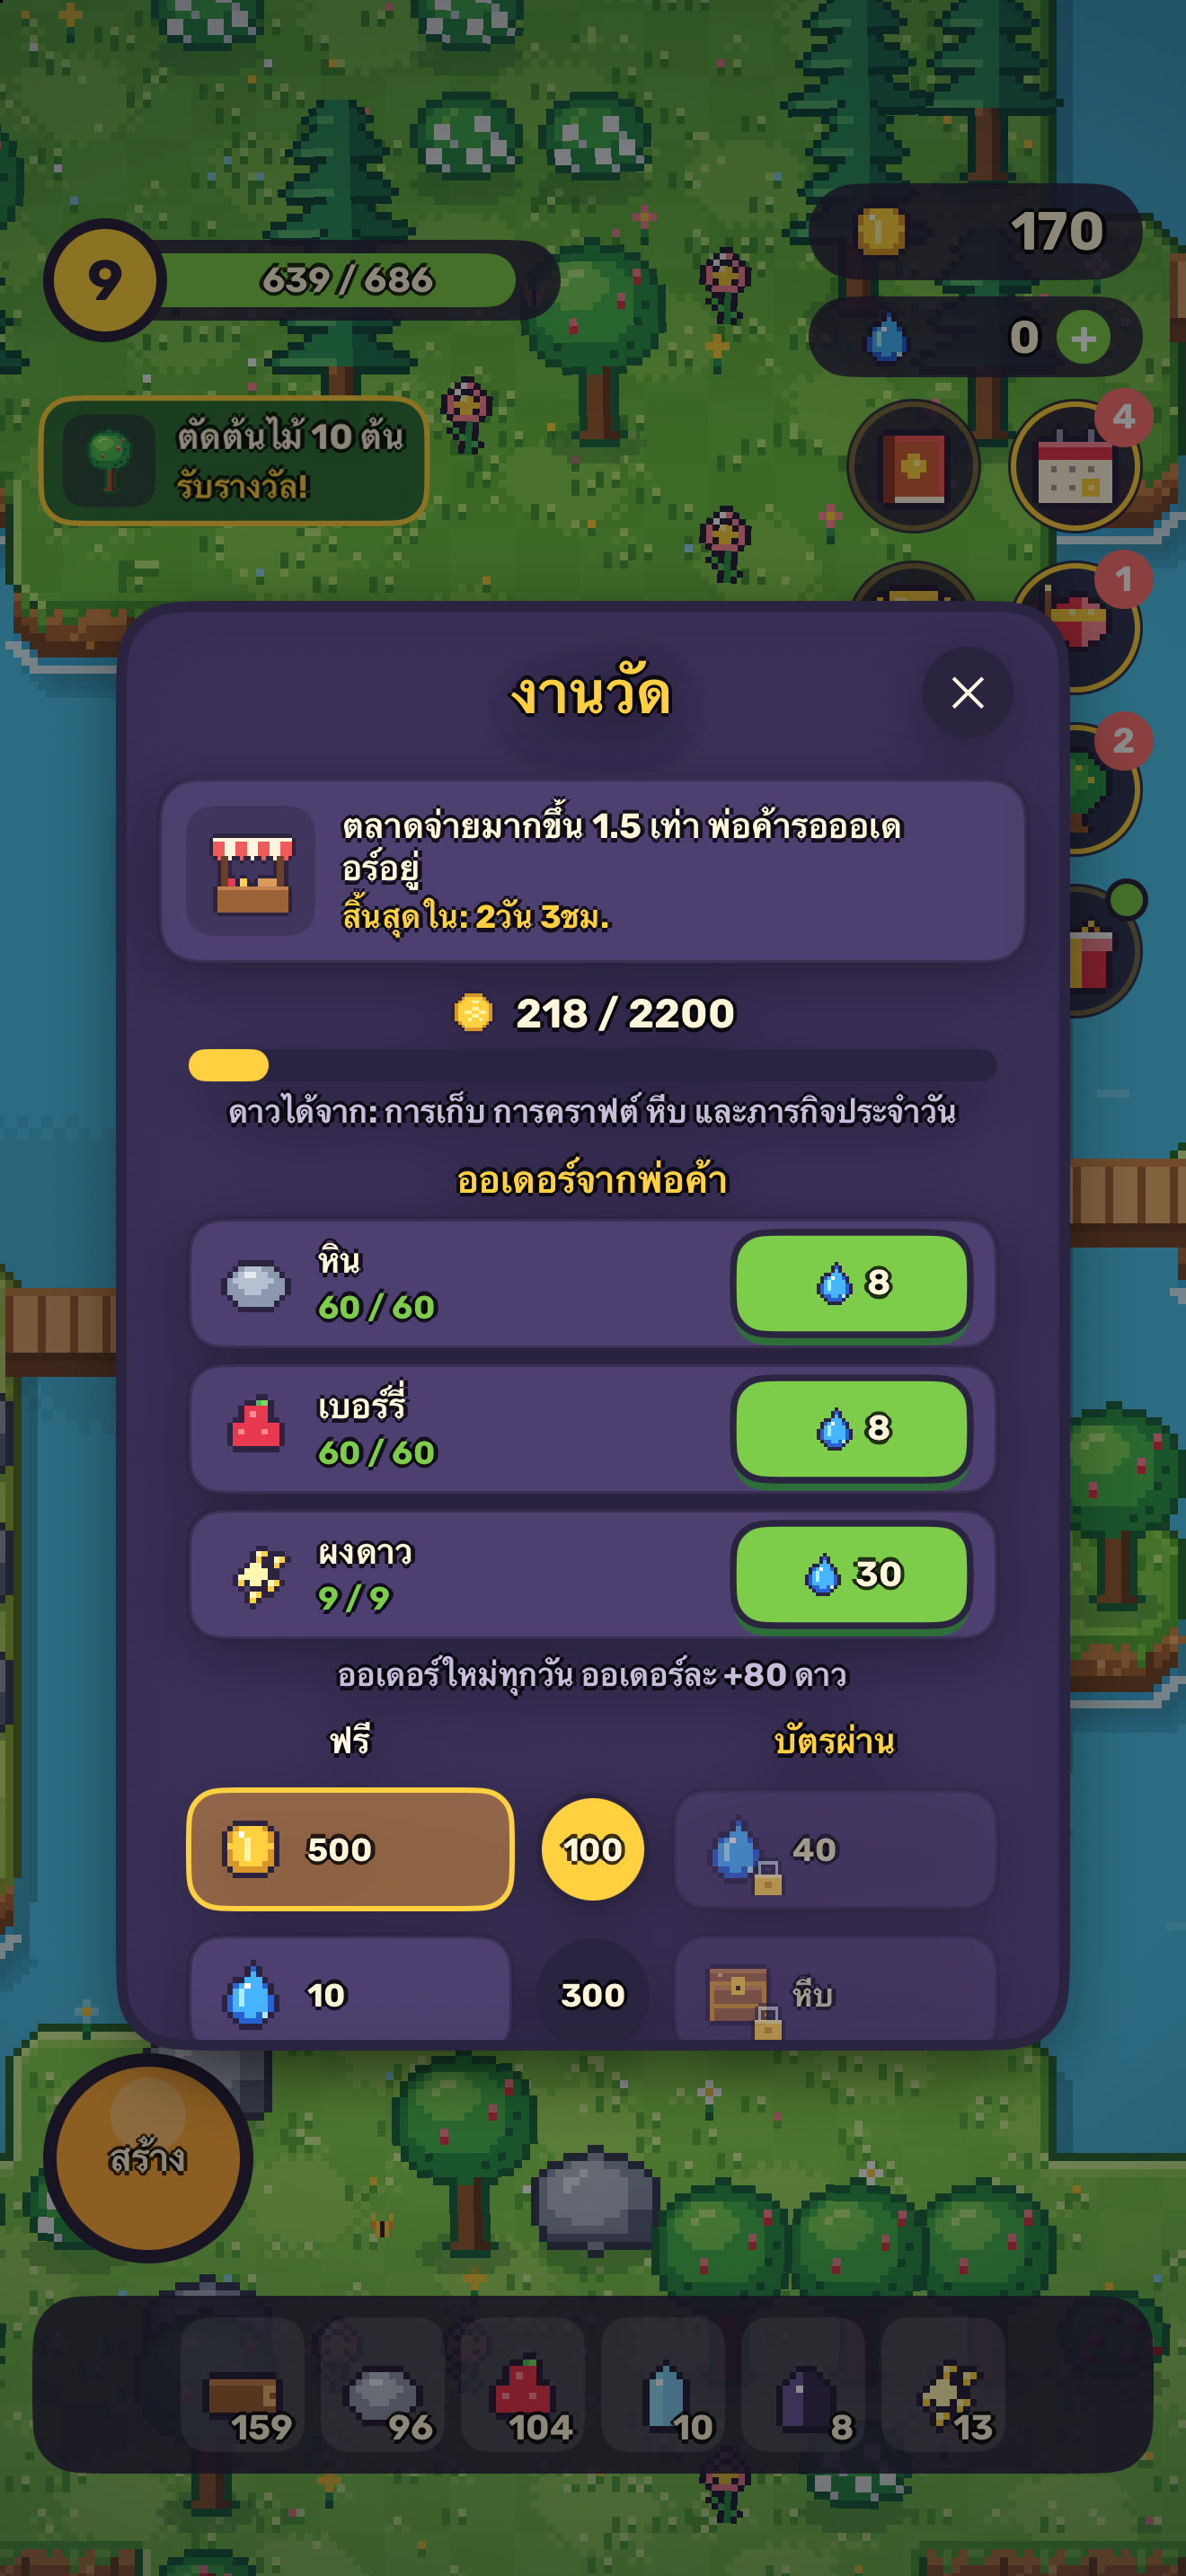 9
639 / 686
170
0 +
ตัดต้นไม้ 10 ต้น
รับรางวัล!
4
1
2
งานวัด
ตลาดจ่ายมากขึ้น 1.5 เท่า พ่อค้ารอออเด
อร์อยู่
สิ้นสุดใน: 2วัน 3ชม.
218 / 2200
ดาวได้จาก: การเก็บ การคราฟต์ หีบ และภารกิจประจำวัน
ออเดอร์จากพ่อค้า
หิน
60 / 60
8
เบอร์รี่
60 / 60
8
ผงดาว
9 / 9
30
ออเดอร์ใหม่ทุกวัน ออเดอร์ละ +80 ดาว
ฟรี
บัตรผ่าน
500
100
40
10
300
หีบ
สร้าง
159
96
104
10
8
13